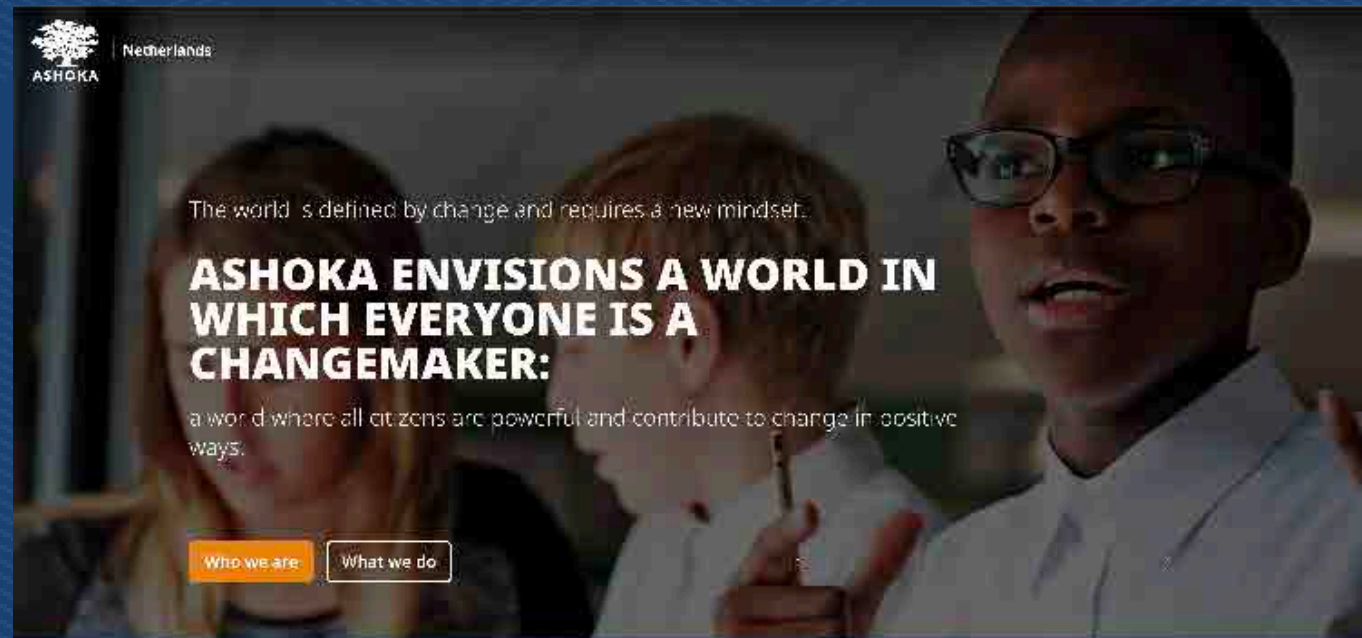 ASHOKA
Netherlands
The world is defined by change and requires a new mindset.
ASHOKA ENVISIONS A WORLD IN
WHICH EVERYONE IS A
CHANGEMAKER:
a world where all citizens are powerful and contribute to change in positive
ways.
Who we are
What we do